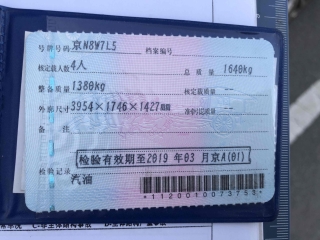 号牌号码 京N8W7L5 档案编号
核定载人数 4人 总质量 1640kg
整备质量 1380kg 核定载质量
外廓尺寸 3954×1746×1427 准牵引总质量
备注
检验有效期至2019年03月京A(01)
检验记录
汽油